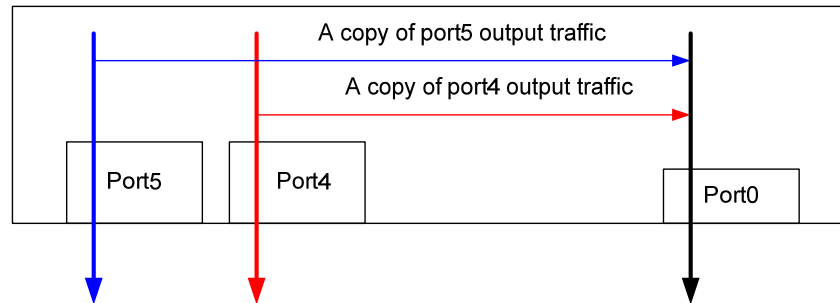 A copy of port5 output traffic
A copy of port4 output traffic
Port5
Port4
Port0